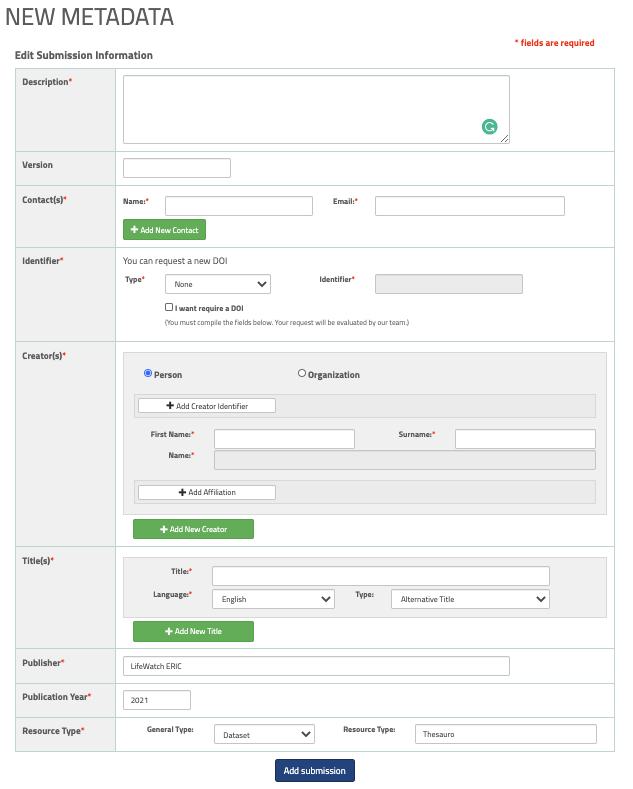 NEW METADATA
* fields are required
Edit Submission Information
Description*
Version
Contact(s)* Name:* Email:*
+ Add New Contact
Identifier* You can request a new DOI
Type* None Identifier*
I want require a DOI
(You must compile the fields below. Your request will be evaluated by our team.)
Creator(s)*
Person Organization
+ Add Creator Identifier
First Name:* Surname:*
Name:*
+ Add Affiliation
+ Add New Creator
Title(s)*
Title:*
Language:* English Type: Alternative Title
+ Add New Title
Publisher* LifeWatch ERIC
Publication Year* 2021
Resource Type* General Type: Dataset Resource Type: Thesauro
Add submission